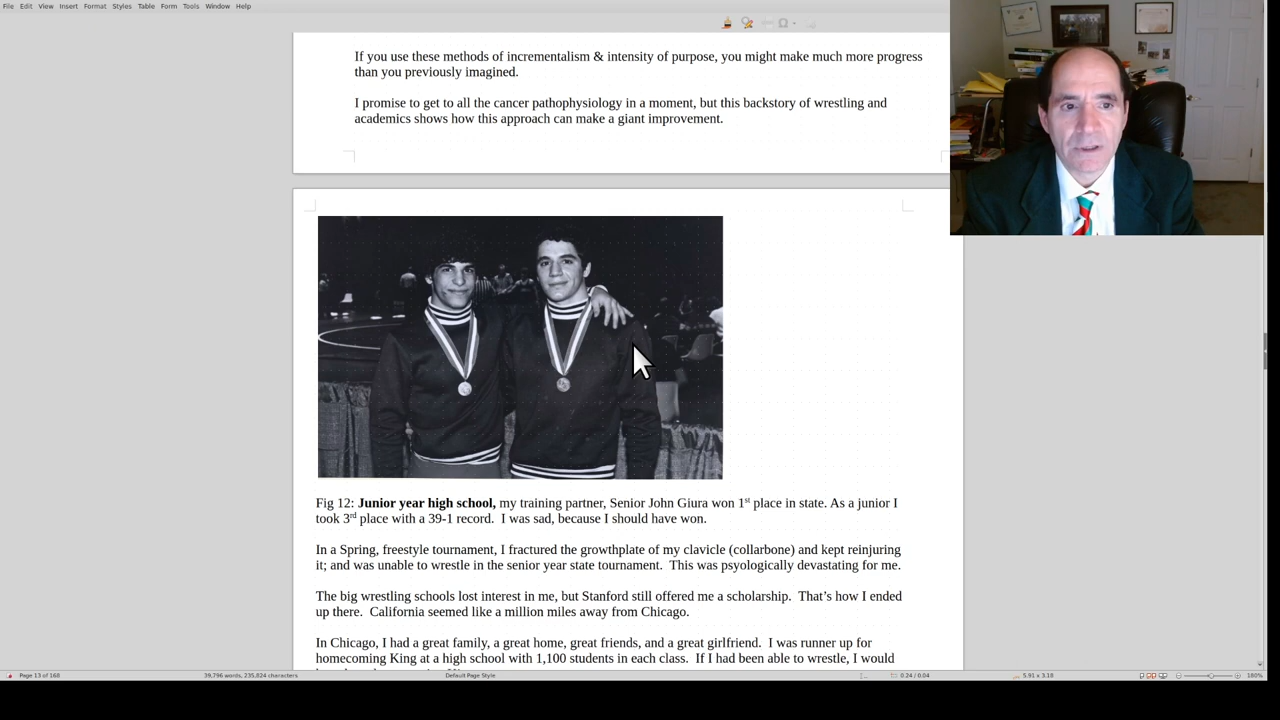 File Edit View Insert Format Styles Table Form Tools Window Help
If you use these methods of incrementalism & intensity of purpose, you might make much more progress
than you previously imagined.
I promise to get to all the cancer pathophysiology in a moment, but this backstory of wrestling and
academics shows how this approach can make a giant improvement.
Fig 12: Junior year high school, my training partner, Senior John Giura won 1st place in state. As a junior I
took 3rd place with a 39-1 record. I was sad, because I should have won.
In a Spring, freestyle tournament, I fractured the growthplate of my clavicle (collarbone) and kept reinjuring
it; and was unable to wrestle in the senior year state tournament. This was psyologically devastating for me.
The big wrestling schools lost interest in me, but Stanford still offered me a scholarship. That's how I ended
up there. California seemed like a million miles away from Chicago.
In Chicago, I had a great family, a great home, great friends, and a great girlfriend. I was runner up for
homecoming King at a high school with 1,100 students in each class. If I had been able to wrestle, I would
Page 13 of 168 39,796 words, 235,824 characters Default Page Style 0.24 / 0.04 5.91 x 3.18 180%